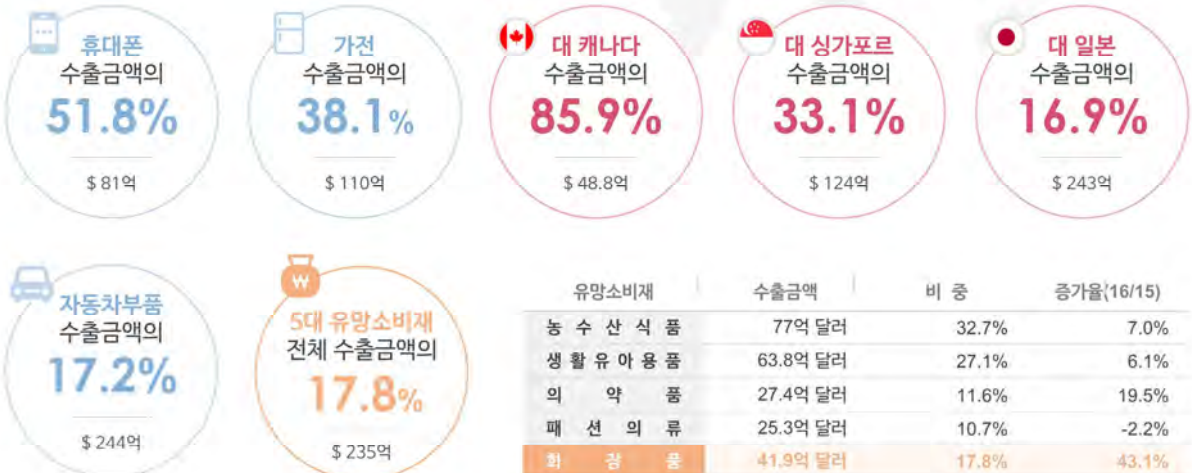 휴대폰
수출금액의
51.8%
$ 81억
가전
수출금액의
38.1%
$ 110억
대 캐나다
수출금액의
85.9%
$ 48.8억
대 싱가포르
수출금액의
33.1%
$ 124억
대 일본
수출금액의
16.9%
$ 243억
자동차부품
수출금액의
17.2%
$ 244억
₩
5대 유망소비재
전체 수출금액의
17.8%
$ 235억
유망소비재 수출금액 비 중 증가율(16/15)
농 수 산 식 품 77억 달러 32.7% 7.0%
생 활 유 아 용 품 63.8억 달러 27.1% 6.1%
의 약 품 27.4억 달러 11.6% 19.5%
패 션 의 류 25.3억 달러 10.7% -2.2%
화 장 품 41.9억 달러 17.8% 43.1%